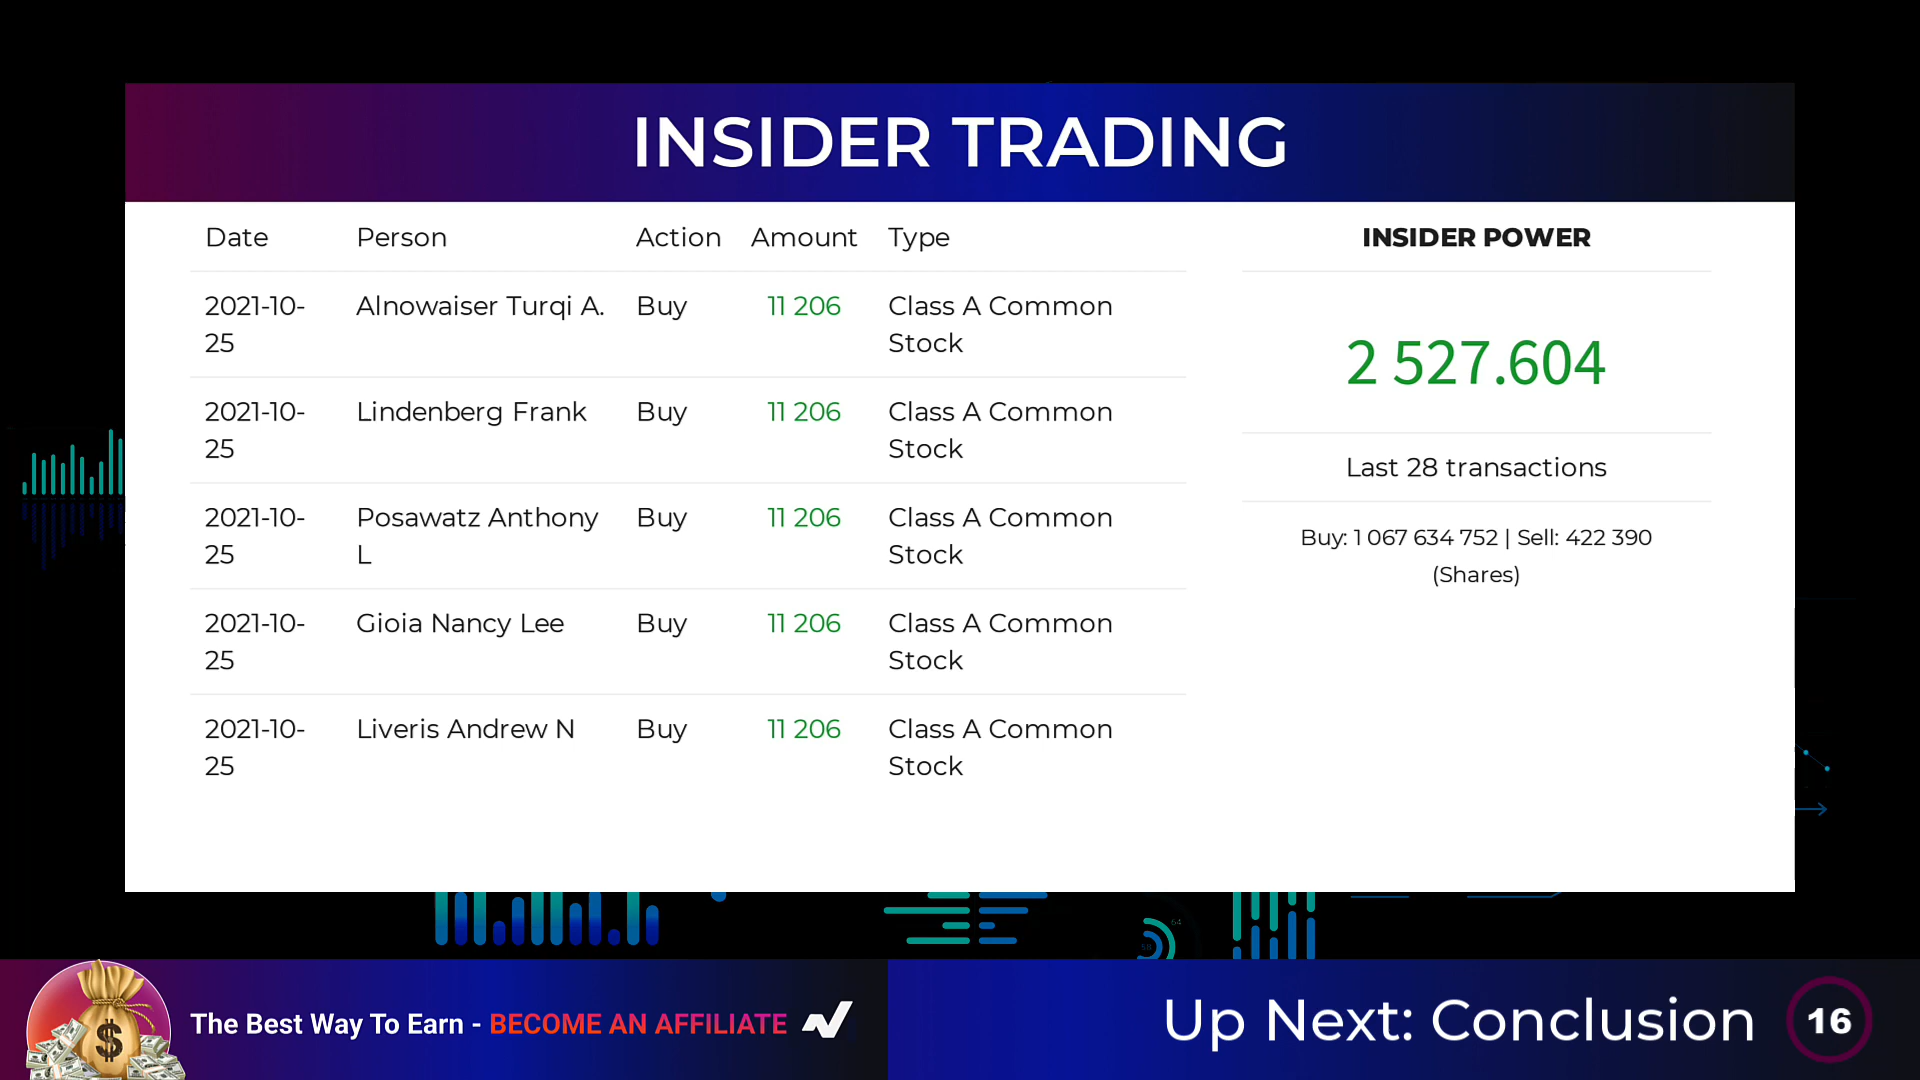 INSIDER TRADING
Date Person Action Amount Type
2021-10-25 Alnowaiser Turqi A. Buy 11 206 Class A Common Stock
2021-10-25 Lindenberg Frank Buy 11 206 Class A Common Stock
2021-10-25 Posawatz Anthony L Buy 11 206 Class A Common Stock
2021-10-25 Gioia Nancy Lee Buy 11 206 Class A Common Stock
2021-10-25 Liveris Andrew N Buy 11 206 Class A Common Stock
INSIDER POWER
2 527.604
Last 28 transactions
Buy: 1 067 634 752 | Sell: 422 390
(Shares)
64
58
The Best Way To Earn - BECOME AN AFFILIATE
Up Next: Conclusion 16